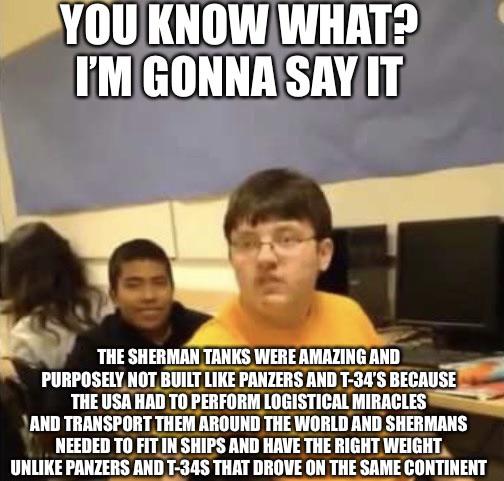 YOU KNOW WHAT?
I'M GONNA SAY IT
THE SHERMAN TANKS WERE AMAZING AND
PURPOSELY NOT BUILT LIKE PANZERS AND T-34'S BECAUSE
THE USA HAD TO PERFORM LOGISTICAL MIRACLES
AND TRANSPORT THEM AROUND THE WORLD AND SHERMANS
NEEDED TO FIT IN SHIPS AND HAVE THE RIGHT WEIGHT
UNLIKE PANZERS AND T-34S THAT DROVE ON THE SAME CONTINENT